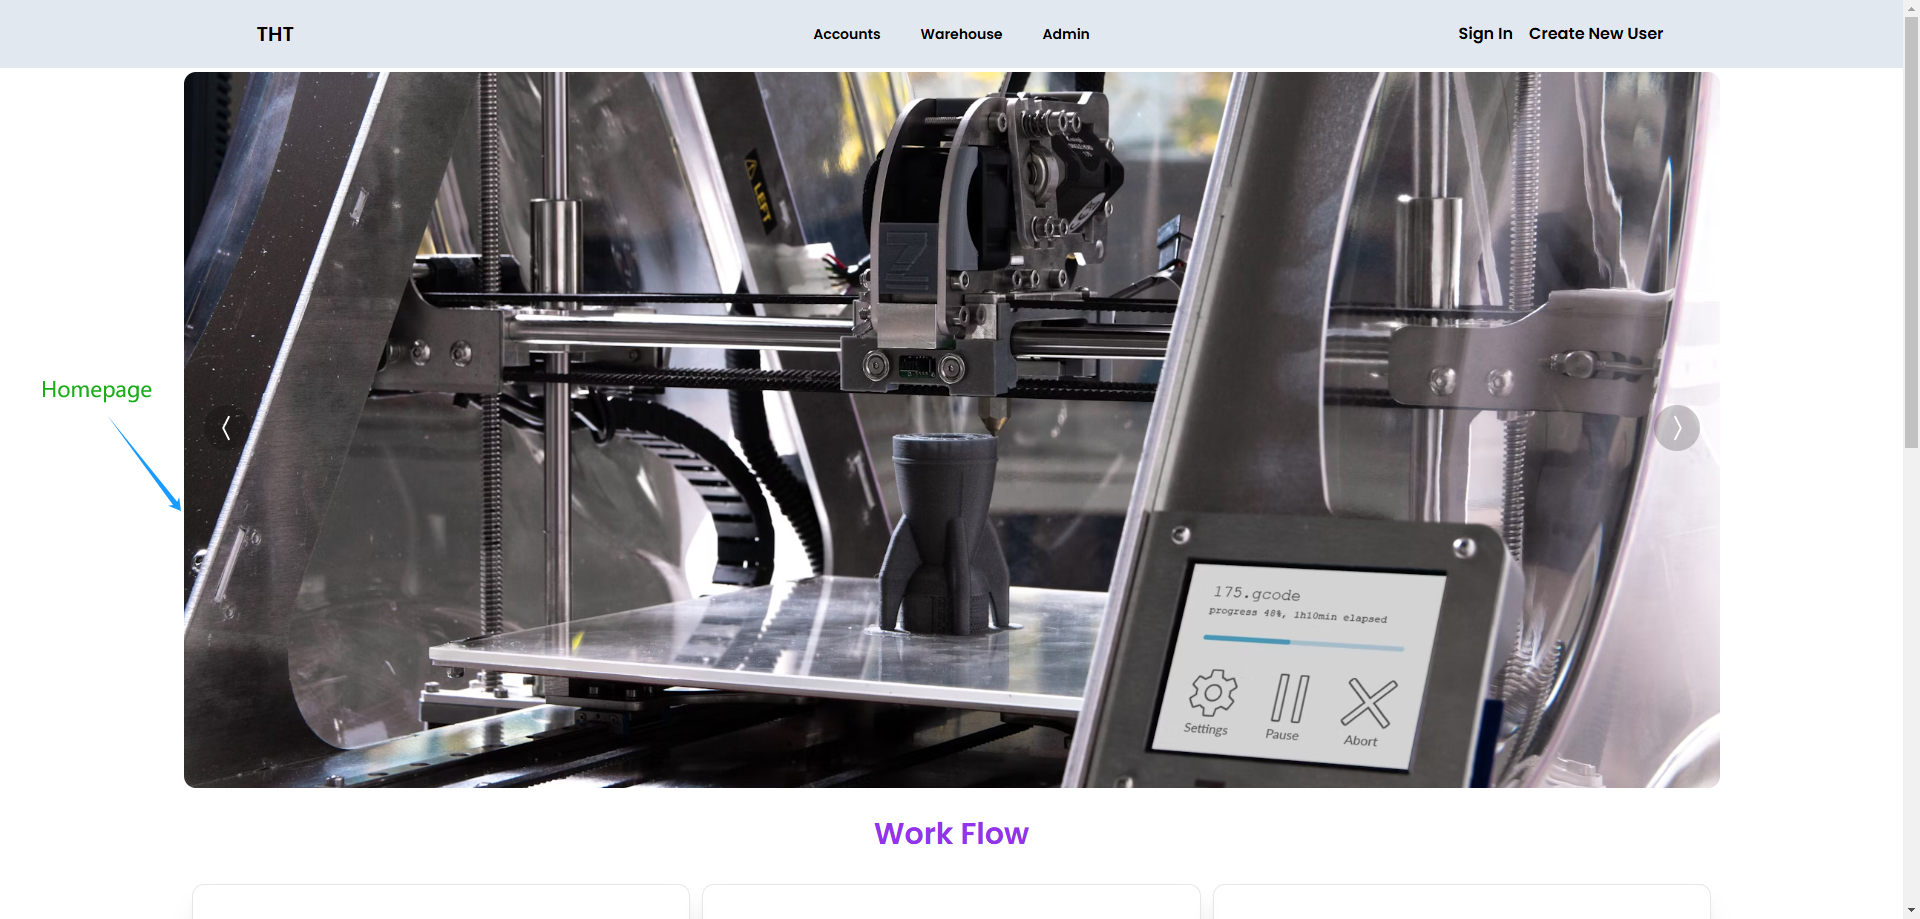 THT
Accounts Warehouse Admin
Sign In Create New User
LEFT
Homepage
175.gcode
progress 48%, 1h10min elapsed
Settings
Pause
Abort
Work Flow